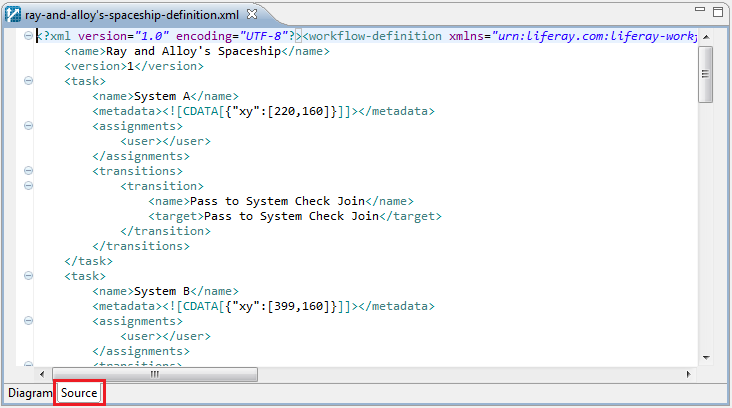 ray-and-alloy's-spaceship-definition.xml
<?xml version="1.0" encoding="UTF-8"?><workflow-definition xmlns="urn:liferay.com:liferay-workf
<name>Ray and Alloy's Spaceship</name>
<version>1</version>
<task>
<name>System A</name>
<metadata><![CDATA[{"xy":[220,160]}]]></metadata>
<assignments>
<user></user>
</assignments>
<transitions>
<transition>
<name>Pass to System Check Join</name>
<target>Pass to System Check Join</target>
</transition>
</transitions>
</task>
<task>
<name>System B</name>
<metadata><![CDATA[{"xy":[399,160]}]]></metadata>
<assignments>
<user></user>
</assignments>
<transitions>
Diagram Source